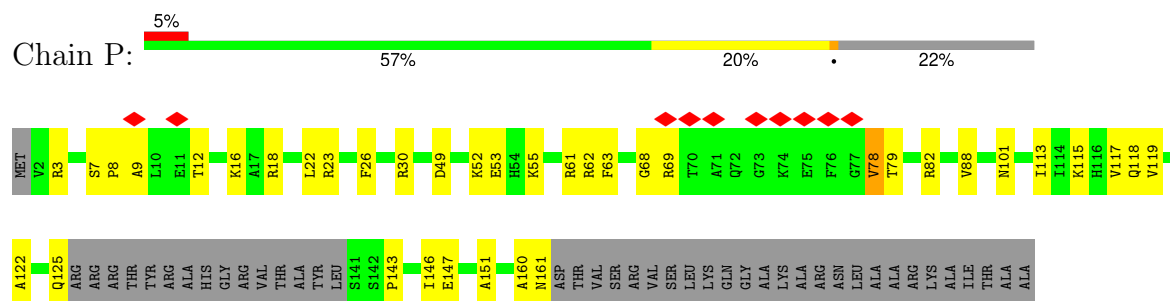 5%
Chain P:
57% 20% • 22%
MET V2 R3 S7 P8 A9 L10 E11 T12 K16 A17 R18 L22 R23 F26 R30 D49 K52 E53 H54 K55 R61 R62 F63 G68 R69 T70 A71 Q72 G73 K74 E75 F76 G77 V78 T79 R82 V88 N101 I113 I114 K115 H116 V117 Q118 V119
A122 Q125 ARG ARG ARG THR TYR ARG ALA HIS GLY ARG VAL THR ALA TYR LEU S141 S142 P143 I146 E147 A151 A160 N161 ASP THR VAL SER ARG VAL SER LEU LYS GLN GLY ALA LYS ALA ARG ASN LEU ALA ALA ARG LYS ALA ILE THR ALA ALA